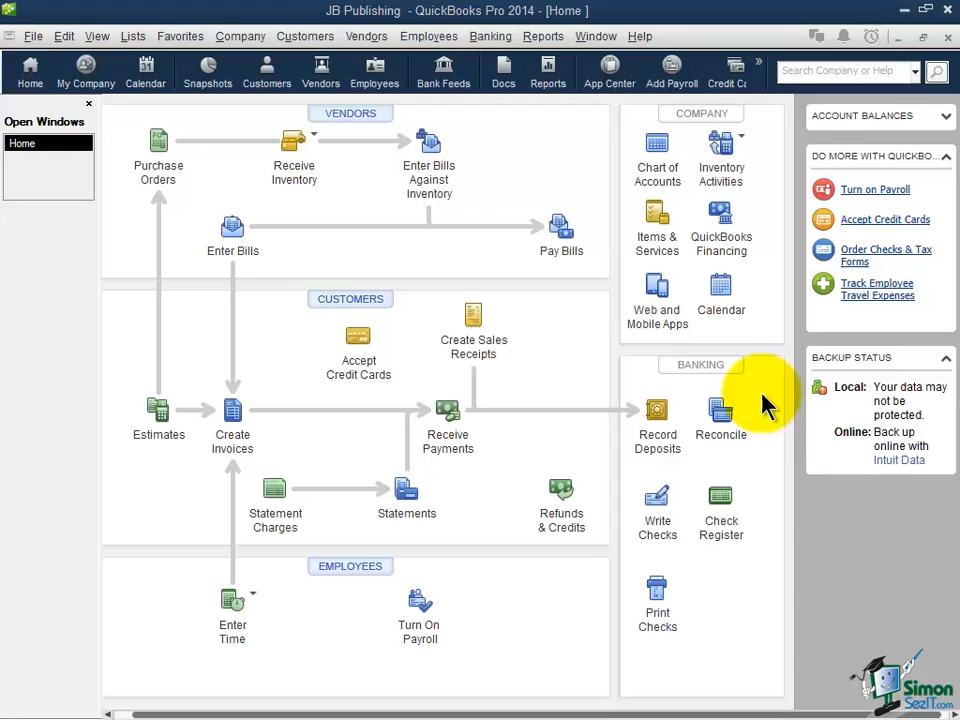 JB Publishing - QuickBooks Pro 2014 - [Home ]
File Edit View Lists Favorites Company Customers Vendors Employees Banking Reports Window Help
Home My Company Calendar Snapshots Customers Vendors Employees Bank Feeds Docs Reports App Center Add Payroll Credit Ca » Search Company or Help
Open Windows
Home
VENDORS
Purchase
Orders
Receive
Inventory
Enter Bills
Against
Inventory
Enter Bills
Pay Bills
CUSTOMERS
Accept
Credit Cards
Create Sales
Receipts
Estimates
Create
Invoices
Receive
Payments
Statement
Charges
Statements
Refunds
& Credits
EMPLOYEES
Enter
Time
Turn On
Payroll
COMPANY
Chart of
Accounts
Inventory
Activities
Items &
Services
QuickBooks
Financing
Web and
Mobile Apps
Calendar
BANKING
Record
Deposits
Reconcile
Write
Checks
Check
Register
Print
Checks
ACCOUNT BALANCES
DO MORE WITH QUICKBO...
Turn on Payroll
Accept Credit Cards
Order Checks & Tax
Forms
Track Employee
Travel Expenses
BACKUP STATUS
Local: Your data may
not be
protected.
Online: Back up
online with
Intuit Data
Simon
SezIT.com